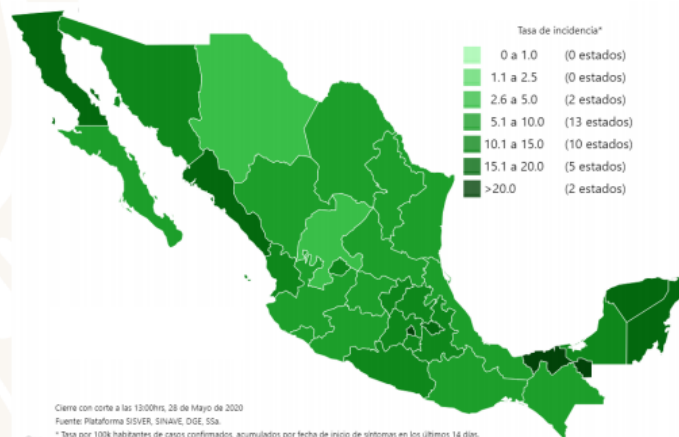 Tasa de incidencia*
0 a 1.0 (0 estados)
1.1 a 2.5 (0 estados)
2.6 a 5.0 (2 estados)
5.1 a 10.0 (13 estados)
10.1 a 15.0 (10 estados)
15.1 a 20.0 (5 estados)
>20.0 (2 estados)
Cierre con corte a las 13:00hrs, 28 de Mayo de 2020
Fuente: Plataforma SISVER, SINAVE, DGE, SSa.
* Tasa por 100k habitantes de casos confirmados, acumulados por fecha de inicio de síntomas en los últimos 14 días.